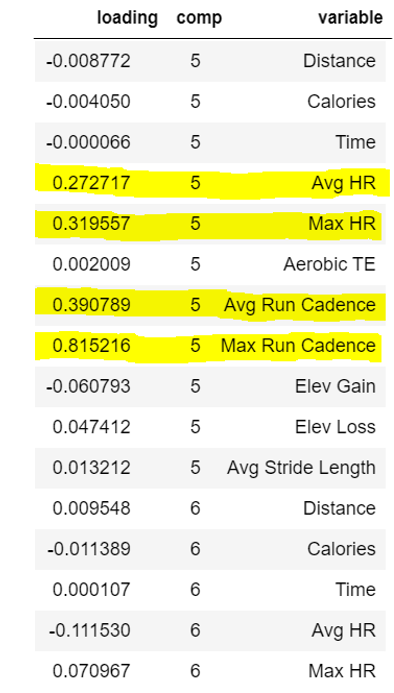 loading comp variable
-0.008772 5 Distance
-0.004050 5 Calories
-0.000066 5 Time
0.272717 5 Avg HR
0.319557 5 Max HR
0.002009 5 Aerobic TE
0.390789 5 Avg Run Cadence
0.815216 5 Max Run Cadence
-0.060793 5 Elev Gain
0.047412 5 Elev Loss
0.013212 5 Avg Stride Length
0.009548 6 Distance
-0.011389 6 Calories
0.000107 6 Time
-0.111530 6 Avg HR
0.070967 6 Max HR